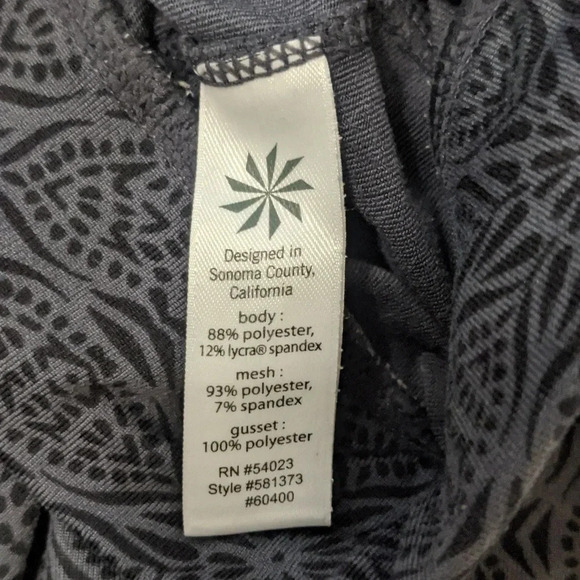 Designed in
Sonoma County,
California
body :
88% polyester,
12% lycra® spandex
mesh :
93% polyester,
7% spandex
gusset :
100% polyester
RN #54023
Style #581373
#60400